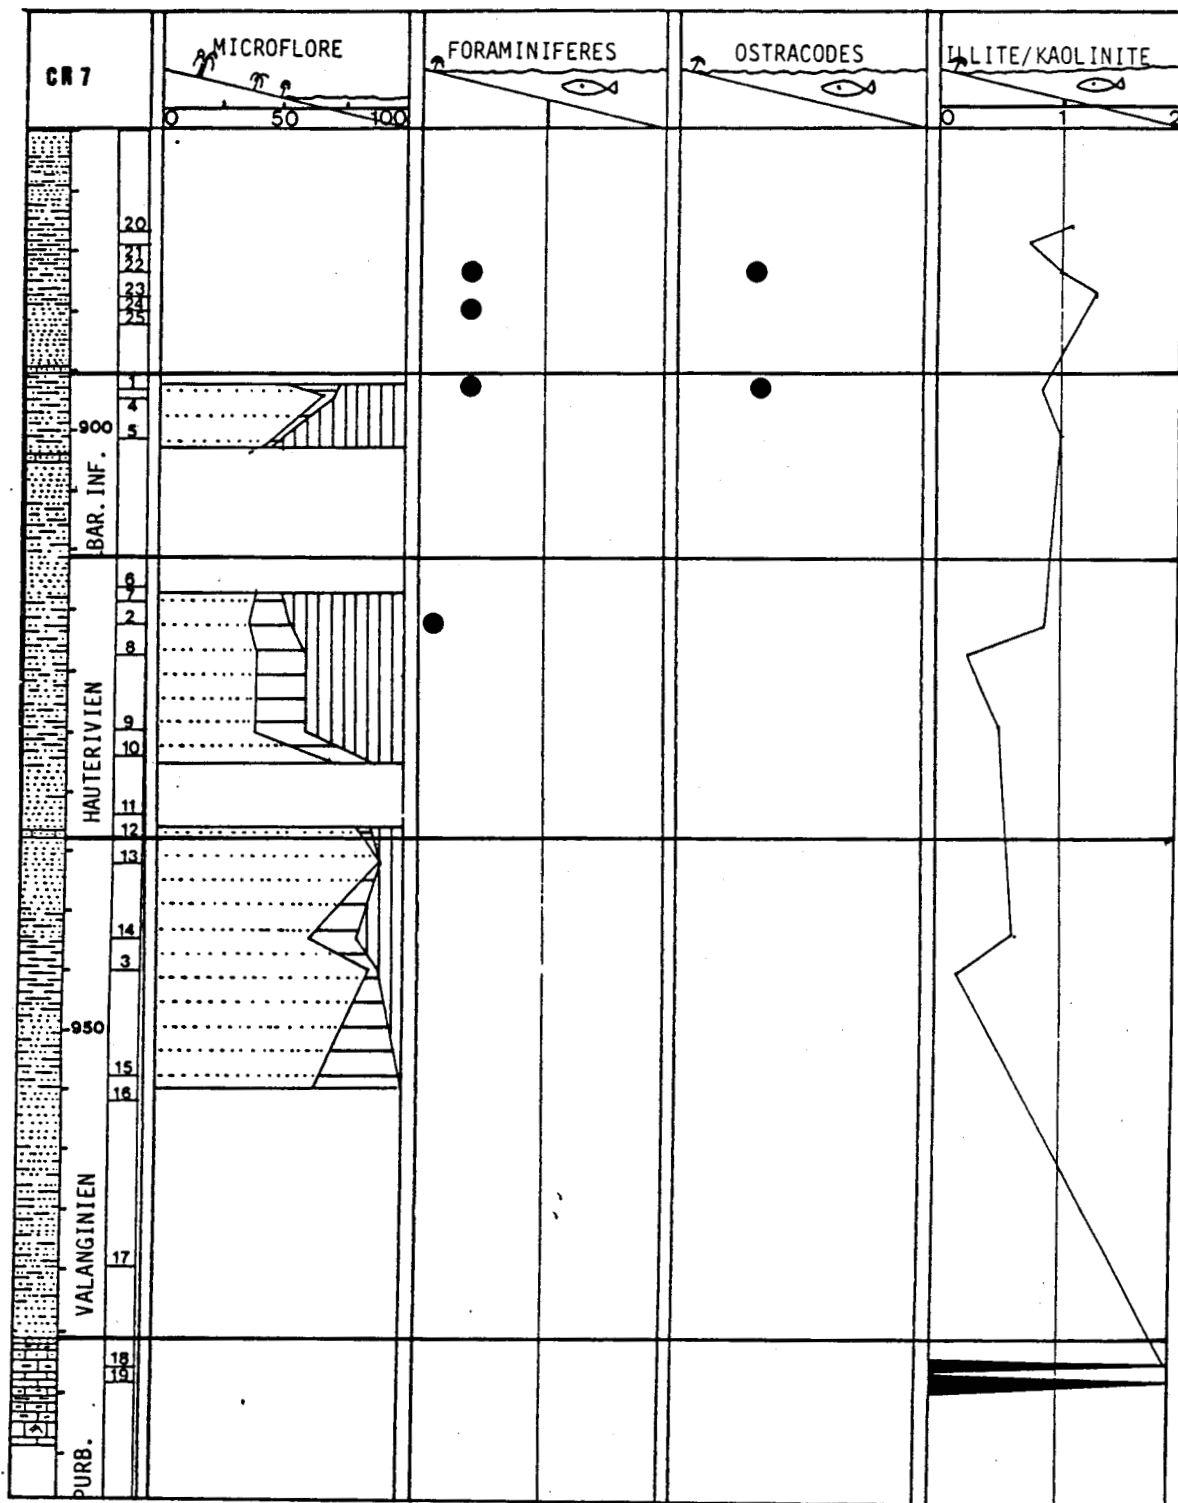 CR7
MICROFLORE
FORAMINIFERES
OSTRACODES
ILLITE/KAOLINITE
0 50 100
0 1 2
20
21
22
23
24
25
1
4
900
5
BAR. INF.
6
7
2
8
9
10
HAUTERIVIEN
11
12
13
14
3
950
15
16
VALANGINIEN
17
18
19
PURB.